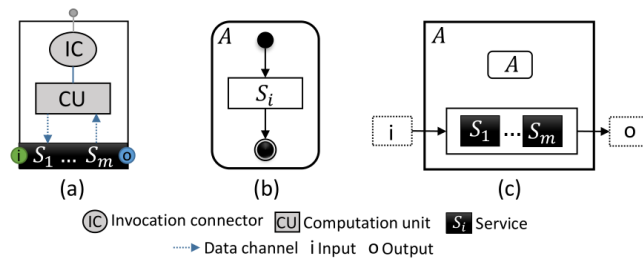 IC
CU
i S₁ ... Sₘ o
(a)
A
Sᵢ
(b)
A
A
i S₁ ... Sₘ o
(c)
IC Invocation connector CU Computation unit Sᵢ Service
Data channel i Input o Output